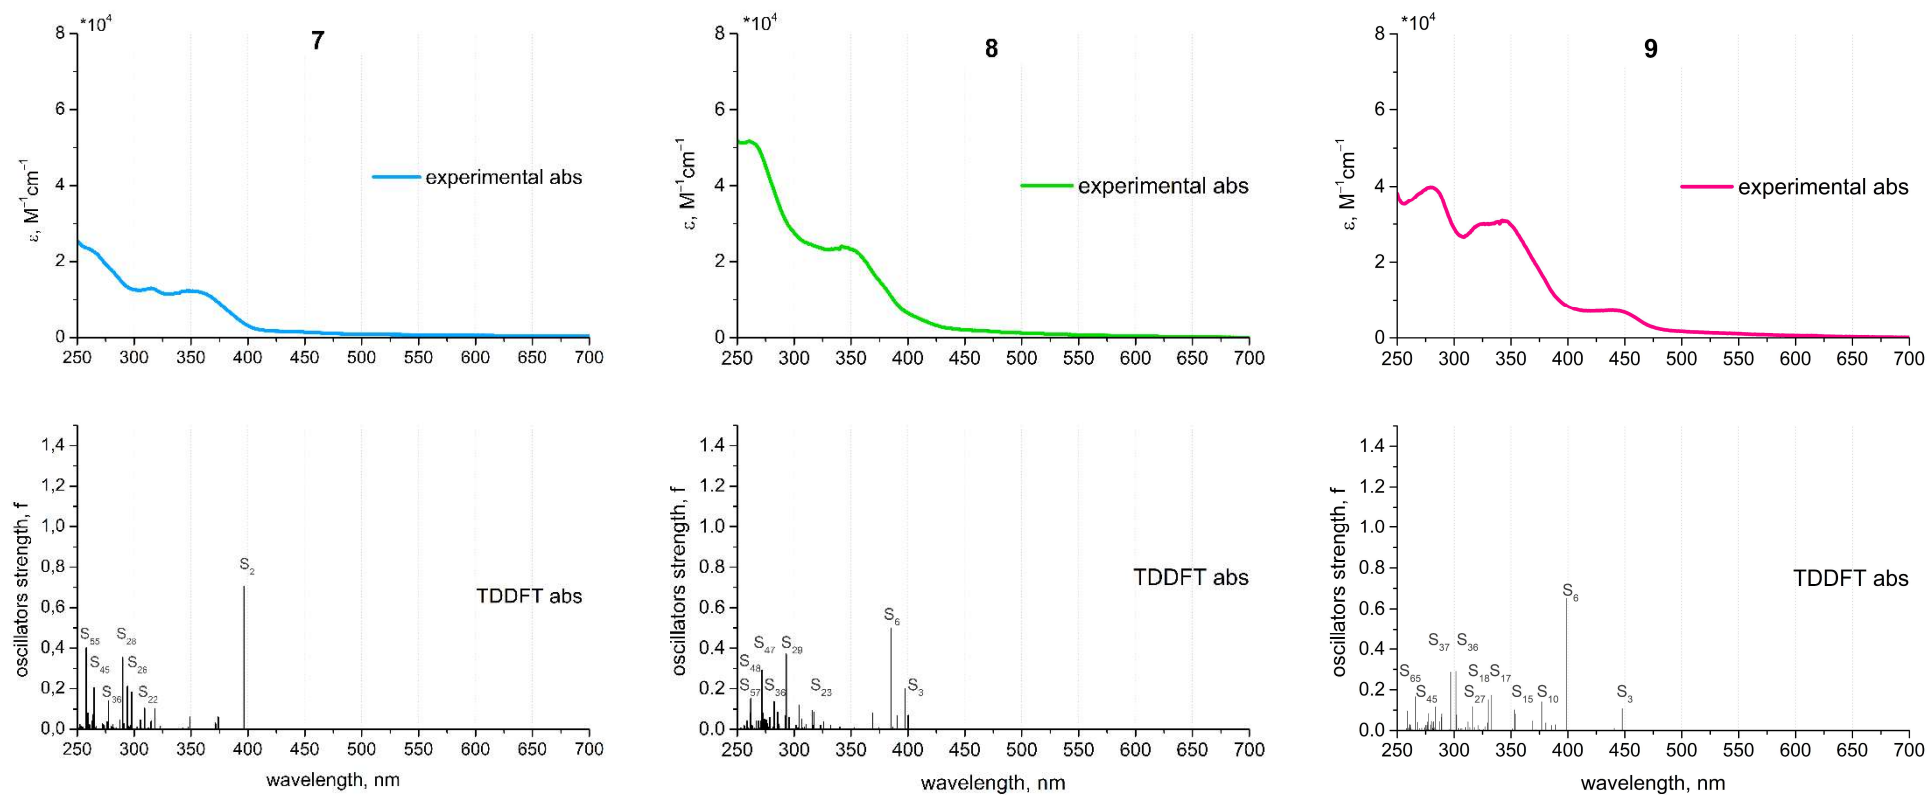 *10⁴
7
8
6
4
2
0
ε, M⁻¹cm⁻¹
experimental abs
250 300 350 400 450 500 550 600 650 700
*10⁴
8
8
6
4
2
0
ε, M⁻¹cm⁻¹
experimental abs
250 300 350 400 450 500 550 600 650 700
*10⁴
9
8
6
4
2
0
ε, M⁻¹cm⁻¹
experimental abs
250 300 350 400 450 500 550 600 650 700
1,4
1,2
1,0
0,8
0,6
0,4
0,2
0,0
oscillators strength, f
S₂
S₅₅
S₂₈
S₄₅
S₂₆
S₃₆
S₂₂
TDDFT abs
250 300 350 400 450 500 550 600 650 700
wavelength, nm
1.4
1.2
1.0
0.8
0.6
0.4
0.2
0.0
oscillators strength, f
S₆
S₄₇
S₂₉
S₄₈
S₅₇
S₃₆
S₂₃
S₃
TDDFT abs
250 300 350 400 450 500 550 600 650 700
wavelength, nm
1.4
1.2
1.0
0.8
0.6
0.4
0.2
0.0
oscillators strength, f
S₆
S₃₇
S₃₆
S₆₅
S₁₈
S₁₇
S₄₅
S₂₇
S₁₅
S₁₀
S₃
TDDFT abs
250 300 350 400 450 500 550 600 650 700
wavelength, nm